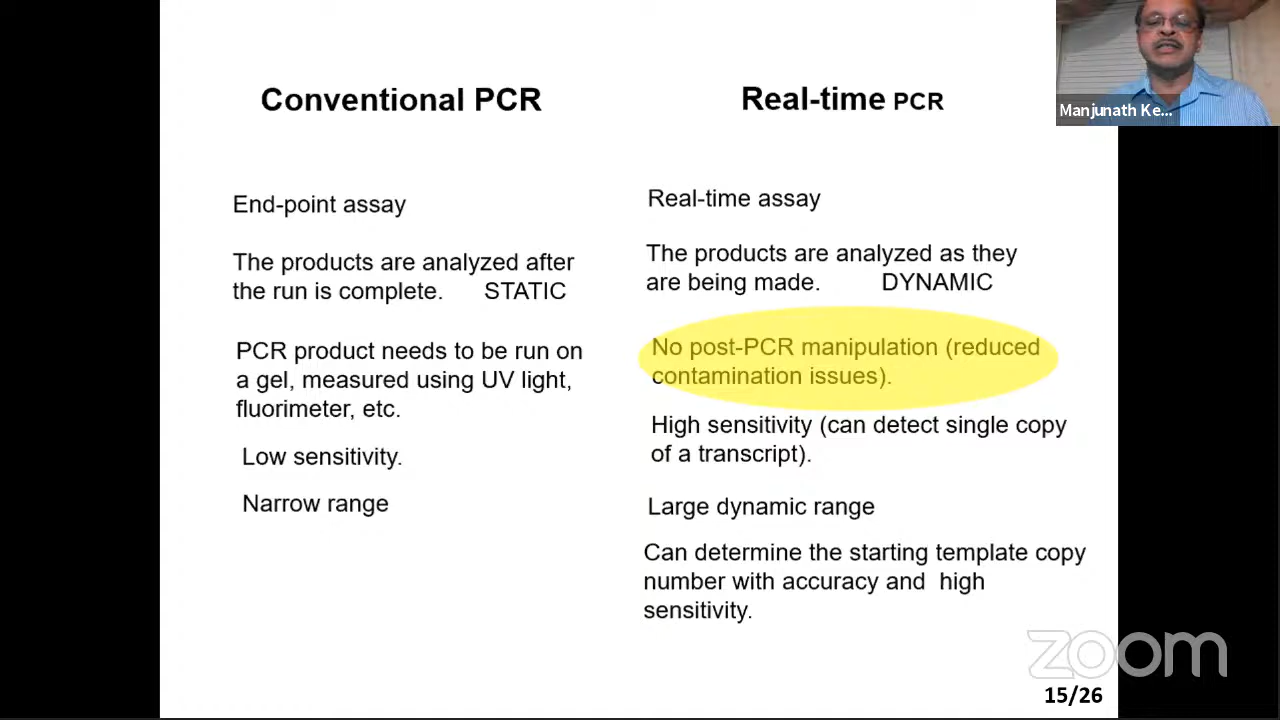 Conventional PCR
End-point assay
The products are analyzed after
the run is complete. STATIC
PCR product needs to be run on
a gel, measured using UV light,
fluorimeter, etc.
Low sensitivity.
Narrow range
Real-time PCR
Real-time assay
The products are analyzed as they
are being made. DYNAMIC
No post-PCR manipulation (reduced
contamination issues).
High sensitivity (can detect single copy
of a transcript).
Large dynamic range
Can determine the starting template copy
number with accuracy and high
sensitivity.
Manjunath Ke...
zoom
15/26